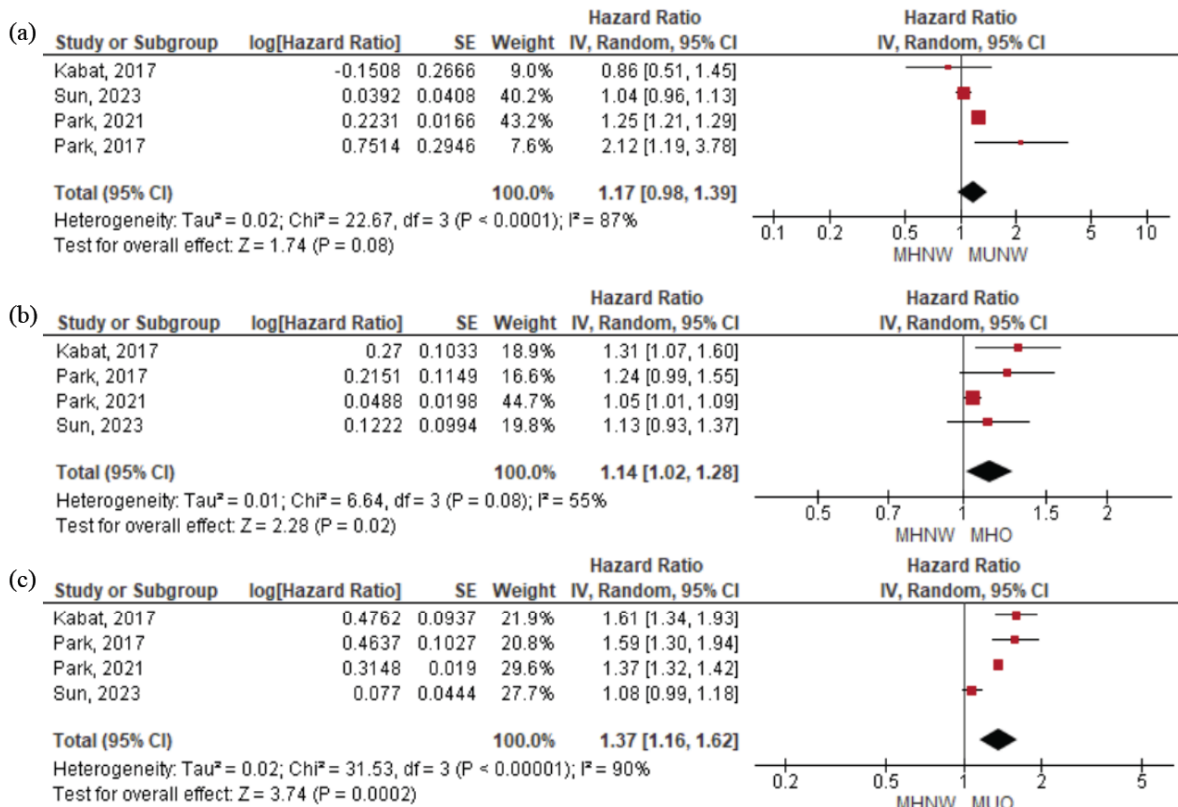 (a)
Hazard Ratio Hazard Ratio
Study or Subgroup log[Hazard Ratio] SE Weight IV, Random, 95% CI IV, Random, 95% CI
Kabat, 2017 -0.1508 0.2666 9.0% 0.86 [0.51, 1.45]
Sun, 2023 0.0392 0.0408 40.2% 1.04 [0.96, 1.13]
Park, 2021 0.2231 0.0166 43.2% 1.25 [1.21, 1.29]
Park, 2017 0.7514 0.2946 7.6% 2.12 [1.19, 3.78]
Total (95% CI) 100.0% 1.17 [0.98, 1.39]
Heterogeneity: Tau² = 0.02; Chi² = 22.67, df = 3 (P < 0.0001); I² = 87%
Test for overall effect: Z = 1.74 (P = 0.08)
0.1 0.2 0.5 1 2 5 10
MHNW MUNW
(b)
Hazard Ratio Hazard Ratio
Study or Subgroup log[Hazard Ratio] SE Weight IV, Random, 95% CI IV, Random, 95% CI
Kabat, 2017 0.27 0.1033 18.9% 1.31 [1.07, 1.60]
Park, 2017 0.2151 0.1149 16.6% 1.24 [0.99, 1.55]
Park, 2021 0.0488 0.0198 44.7% 1.05 [1.01, 1.09]
Sun, 2023 0.1222 0.0994 19.8% 1.13 [0.93, 1.37]
Total (95% CI) 100.0% 1.14 [1.02, 1.28]
Heterogeneity: Tau² = 0.01; Chi² = 6.64, df = 3 (P = 0.08); I² = 55%
Test for overall effect: Z = 2.28 (P = 0.02)
0.5 0.7 1 1.5 2
MHNW MHO
(c)
Hazard Ratio Hazard Ratio
Study or Subgroup log[Hazard Ratio] SE Weight IV, Random, 95% CI IV, Random, 95% CI
Kabat, 2017 0.4762 0.0937 21.9% 1.61 [1.34, 1.93]
Park, 2017 0.4637 0.1027 20.8% 1.59 [1.30, 1.94]
Park, 2021 0.3148 0.019 29.6% 1.37 [1.32, 1.42]
Sun, 2023 0.077 0.0444 27.7% 1.08 [0.99, 1.18]
Total (95% CI) 100.0% 1.37 [1.16, 1.62]
Heterogeneity: Tau² = 0.02; Chi² = 31.53, df = 3 (P < 0.00001); I² = 90%
Test for overall effect: Z = 3.74 (P = 0.0002)
0.2 0.5 1 2 5
MHNW MUO